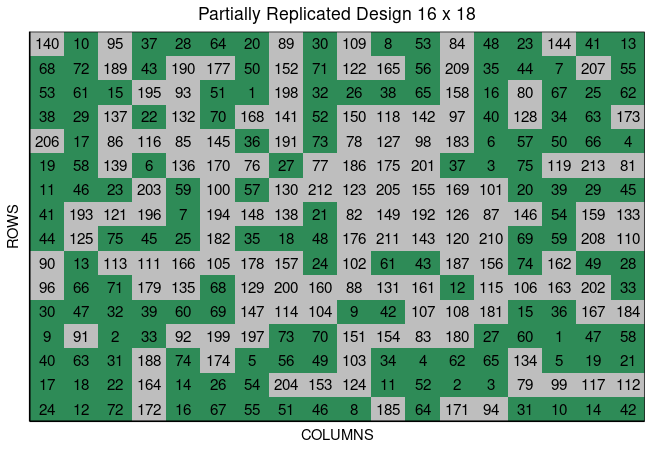 Partially Replicated Design 16 x 18
140 10 95 37 28 64 20 89 30 109 8 53 84 48 23 144 41 13
68 72 189 43 190 177 50 152 71 122 165 56 209 35 44 7 207 55
53 61 15 195 93 51 1 198 32 26 38 65 158 16 80 67 25 62
38 29 137 22 132 70 168 141 52 150 118 142 97 40 128 34 63 173
206 17 86 116 85 145 36 191 73 78 127 98 183 6 57 50 66 4
19 58 139 6 136 170 76 27 77 186 175 201 37 3 75 119 213 81
11 46 23 203 59 100 57 130 212 123 205 155 169 101 20 39 29 45
41 193 121 196 7 194 148 138 21 82 149 192 126 87 146 54 159 133
44 125 75 45 25 182 35 18 48 176 211 143 120 210 69 59 208 110
90 13 113 111 166 105 178 157 24 102 61 43 187 156 74 162 49 28
96 66 71 179 135 68 129 200 160 88 131 161 12 115 106 163 202 33
30 47 32 39 60 69 147 114 104 9 42 107 108 181 15 36 167 184
9 91 2 33 92 199 197 73 70 151 154 83 180 27 60 1 47 58
40 63 31 188 74 174 5 56 49 103 34 4 62 65 134 5 19 21
17 18 22 164 14 26 54 204 153 124 11 52 2 3 79 99 117 112
24 12 72 172 16 67 55 51 46 8 185 64 171 94 31 10 14 42
ROWS
COLUMNS